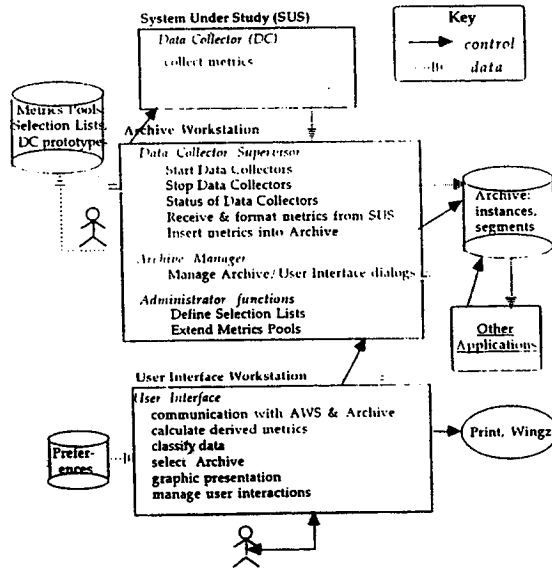 System Under Study (SUS)
Data Collector (DC)
collect metrics
Key
control
data
Metrics Pools
Selection Lists,
DC prototype
Archive Workstation
Data Collector Supervisor
Start Data Collectors
Stop Data Collectors
Status of Data Collectors
Receive & format metrics from SUS
Insert metrics into Archive
Archive Manager
Manage Archive/User Interface dialogs
Administrator functions
Define Selection Lists
Extend Metrics Pools
Archive:
instances,
segments
Other
Applications
User Interface Workstation
User Interface
communication with AWS & Archive
calculate derived metrics
classify data
select Archive
graphic presentation
manage user interactions
Prefer-
ences
Print, Wingz